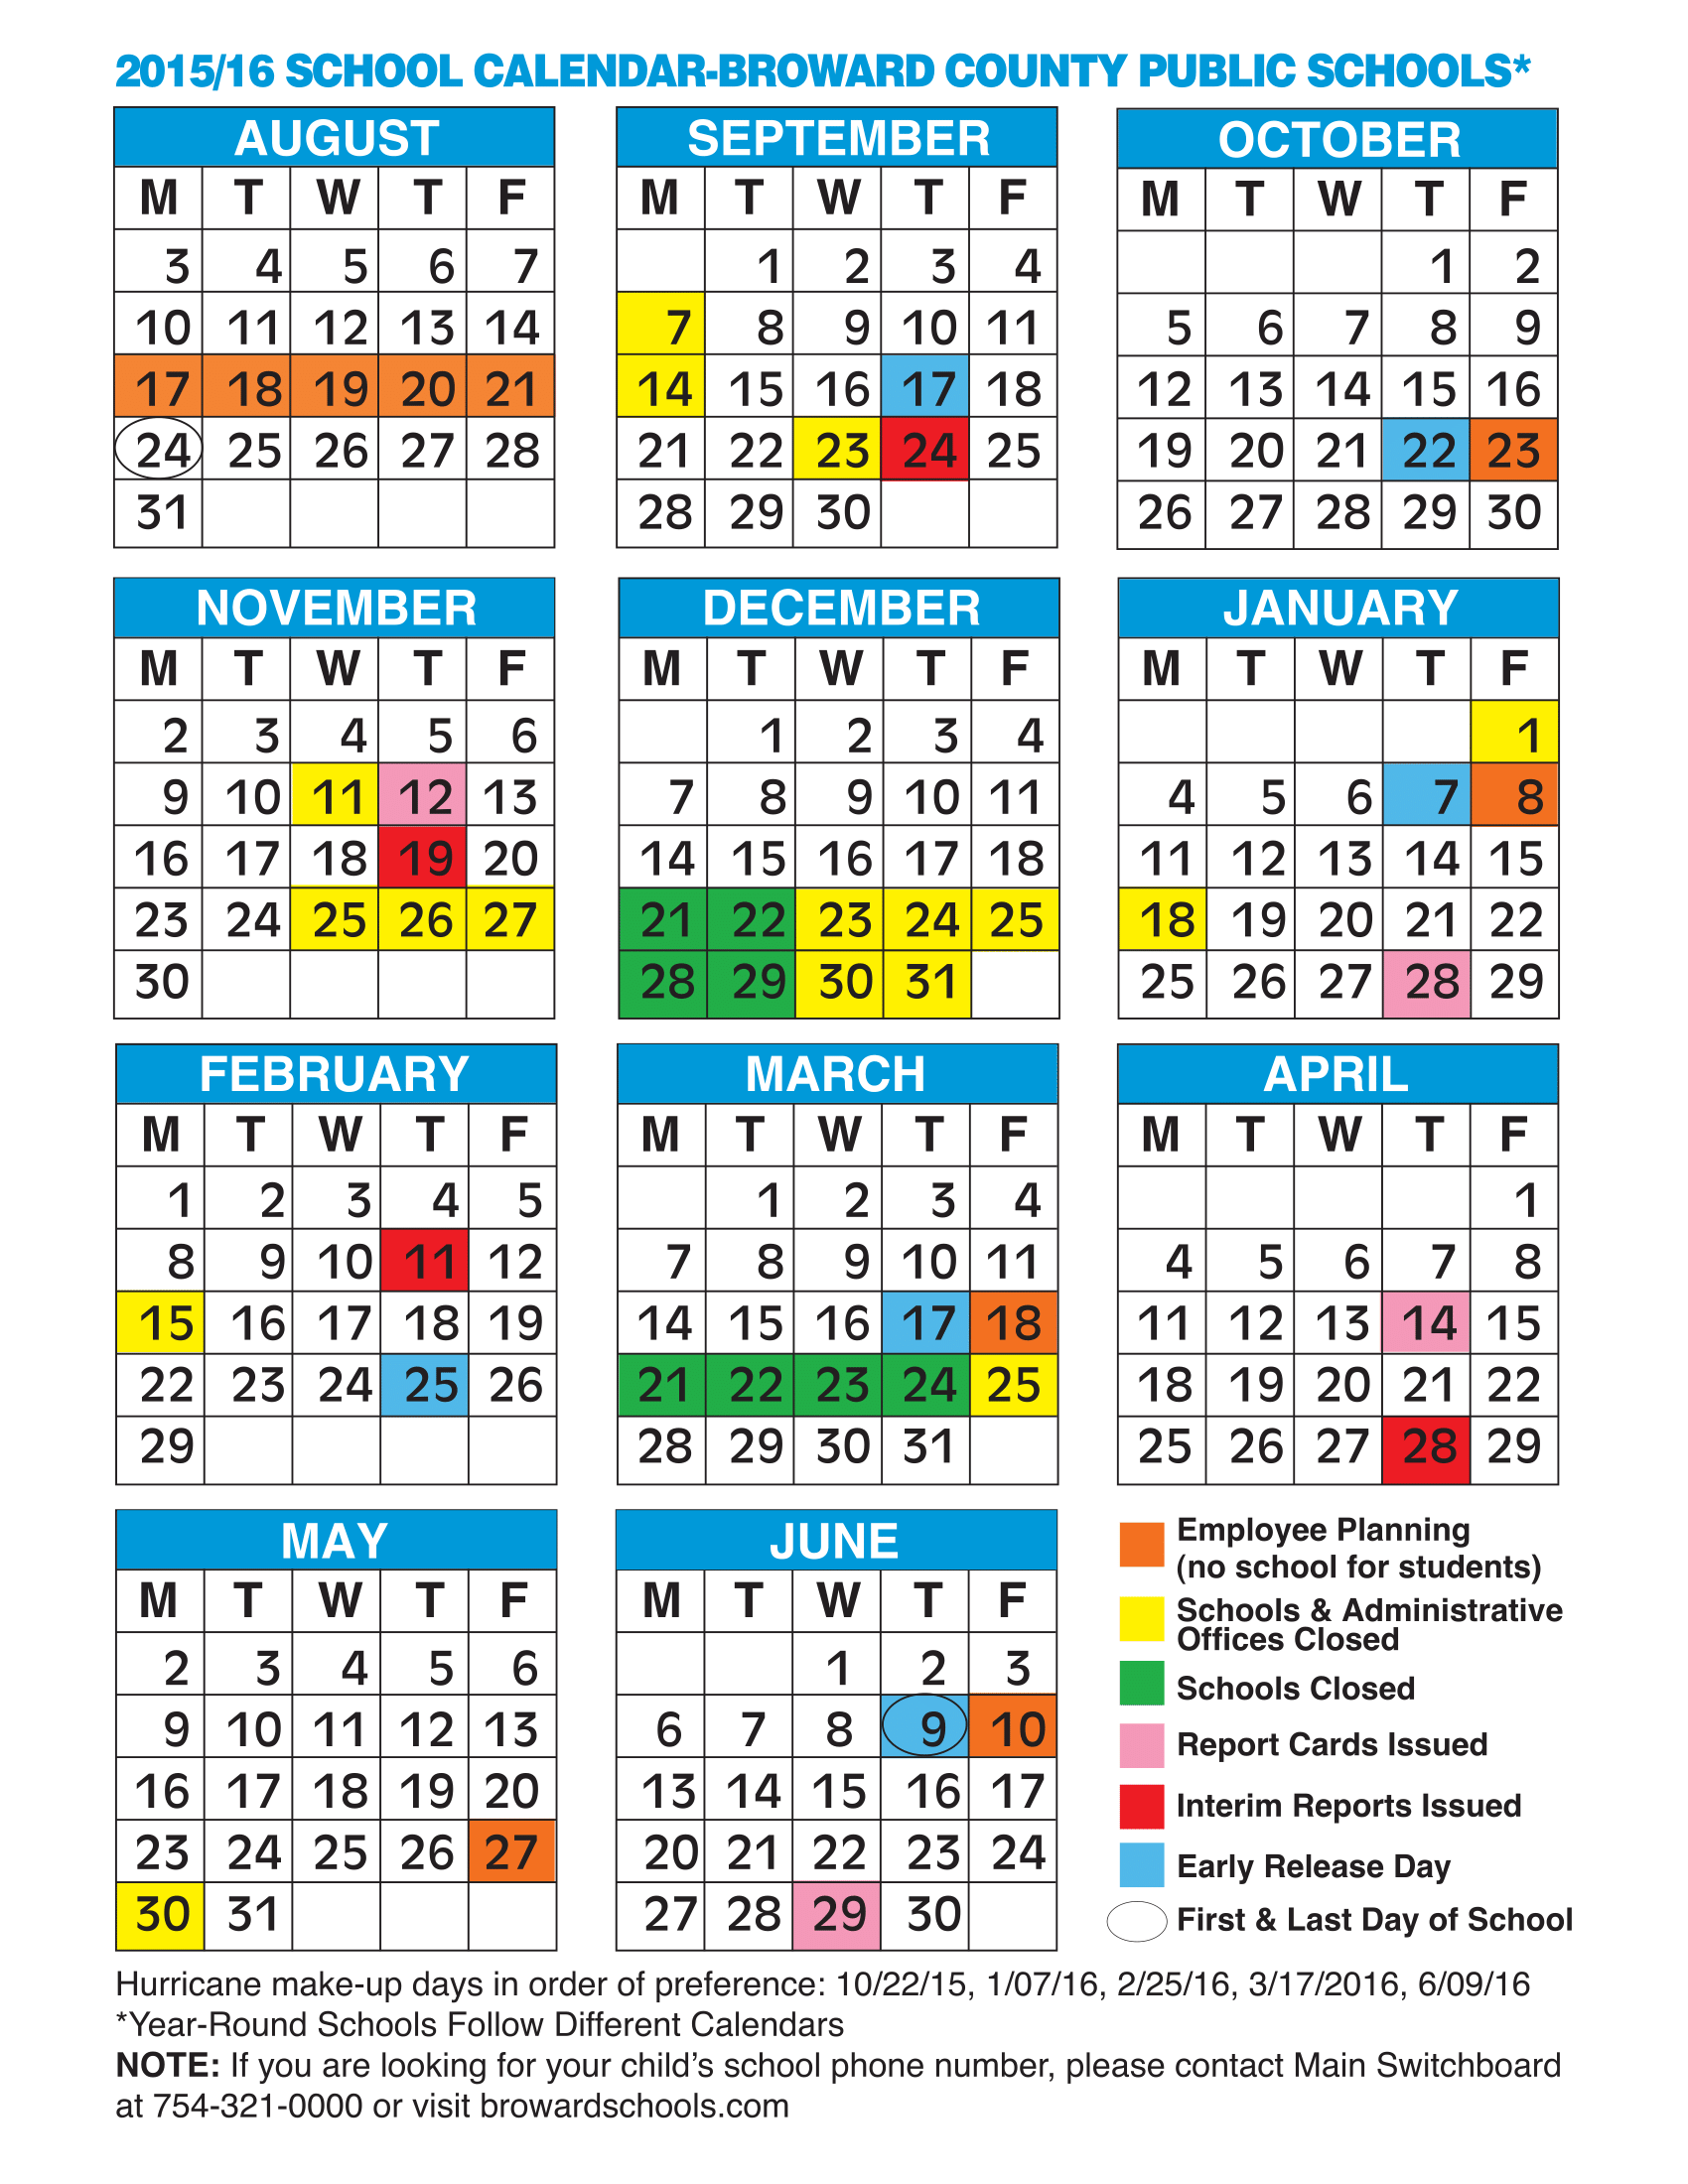 2015/16 SCHOOL CALENDAR-BROWARD COUNTY PUBLIC SCHOOLS*
AUGUST
M T W T F
3 4 5 6 7
10 11 12 13 14
17 18 19 20 21
24 25 26 27 28
31
SEPTEMBER
M T W T F
1 2 3 4
7 8 9 10 11
14 15 16 17 18
21 22 23 24 25
28 29 30
OCTOBER
M T W T F
1 2
5 6 7 8 9
12 13 14 15 16
19 20 21 22 23
26 27 28 29 30
NOVEMBER
M T W T F
2 3 4 5 6
9 10 11 12 13
16 17 18 19 20
23 24 25 26 27
30
DECEMBER
M T W T F
1 2 3 4
7 8 9 10 11
14 15 16 17 18
21 22 23 24 25
28 29 30 31
JANUARY
M T W T F
1
4 5 6 7 8
11 12 13 14 15
18 19 20 21 22
25 26 27 28 29
FEBRUARY
M T W T F
1 2 3 4 5
8 9 10 11 12
15 16 17 18 19
22 23 24 25 26
29
MARCH
M T W T F
1 2 3 4
7 8 9 10 11
14 15 16 17 18
21 22 23 24 25
28 29 30 31
APRIL
M T W T F
1
4 5 6 7 8
11 12 13 14 15
18 19 20 21 22
25 26 27 28 29
MAY
M T W T F
2 3 4 5 6
9 10 11 12 13
16 17 18 19 20
23 24 25 26 27
30 31
JUNE
M T W T F
1 2 3
6 7 8 9 10
13 14 15 16 17
20 21 22 23 24
27 28 29 30
Employee Planning
(no school for students)
Schools & Administrative
Offices Closed
Schools Closed
Report Cards Issued
Interim Reports Issued
Early Release Day
First & Last Day of School
Hurricane make-up days in order of preference: 10/22/15, 1/07/16, 2/25/16, 3/17/2016, 6/09/16
*Year-Round Schools Follow Different Calendars
NOTE: If you are looking for your child’s school phone number, please contact Main Switchboard
at 754-321-0000 or visit browardschools.com